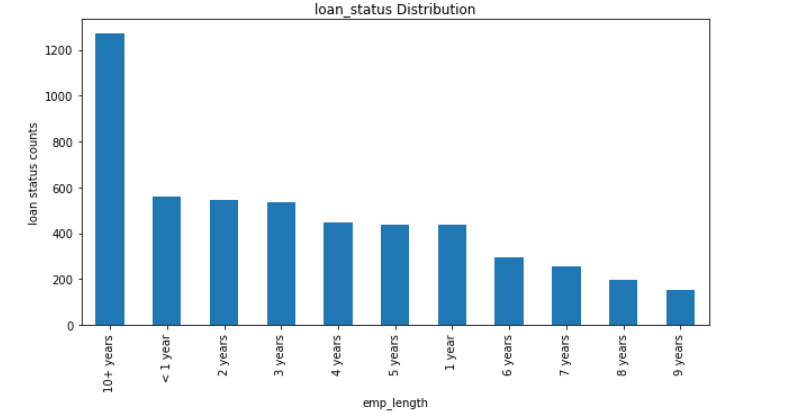 loan_status Distribution
loan status counts
1200
1000
800
600
400
200
0
10+ years
< 1 year
2 years
3 years
4 years
5 years
1 year
6 years
7 years
8 years
9 years
emp_length